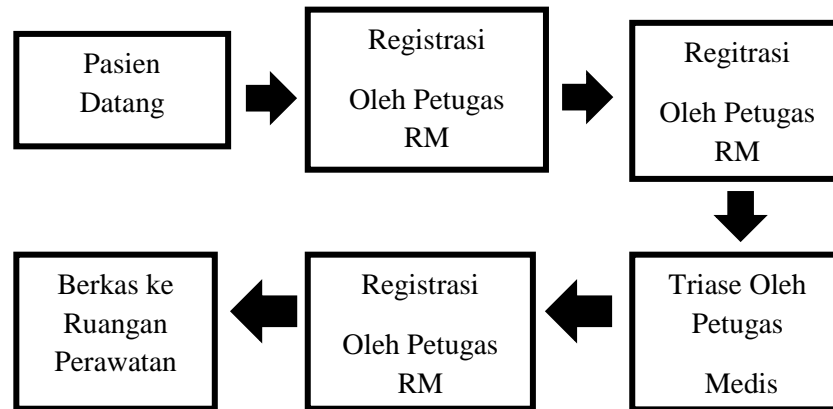 Pasien
Datang
Registrasi
Oleh Petugas
RM
Regitrasi
Oleh Petugas
RM
Triase Oleh
Petugas
Medis
Registrasi
Oleh Petugas
RM
Berkas ke
Ruangan
Perawatan